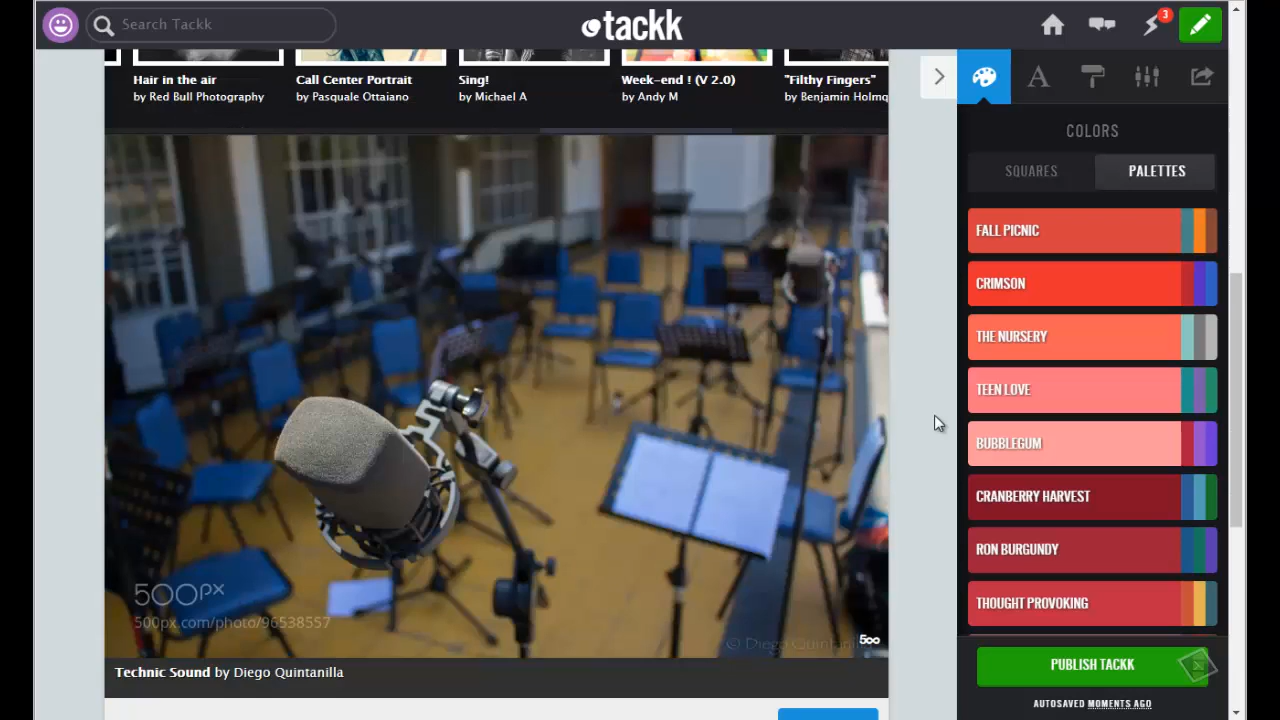 Search Tackk
tackk
3
Hair in the air
by Red Bull Photography
Call Center Portrait
by Pasquale Ottaiano
Sing!
by Michael A
Week-end ! (V 2.0)
by Andy M
"Filthy Fingers"
by Benjamin Holmq
COLORS
SQUARES
PALETTES
FALL PICNIC
CRIMSON
THE NURSERY
TEEN LOVE
BUBBLEGUM
CRANBERRY HARVEST
RON BURGUNDY
THOUGHT PROVOKING
PUBLISH TACKK
AUTOSAVED MOMENTS AGO
500px
500px.com/photo/96538557
© Diego Quintanilla
500
Technic Sound by Diego Quintanilla